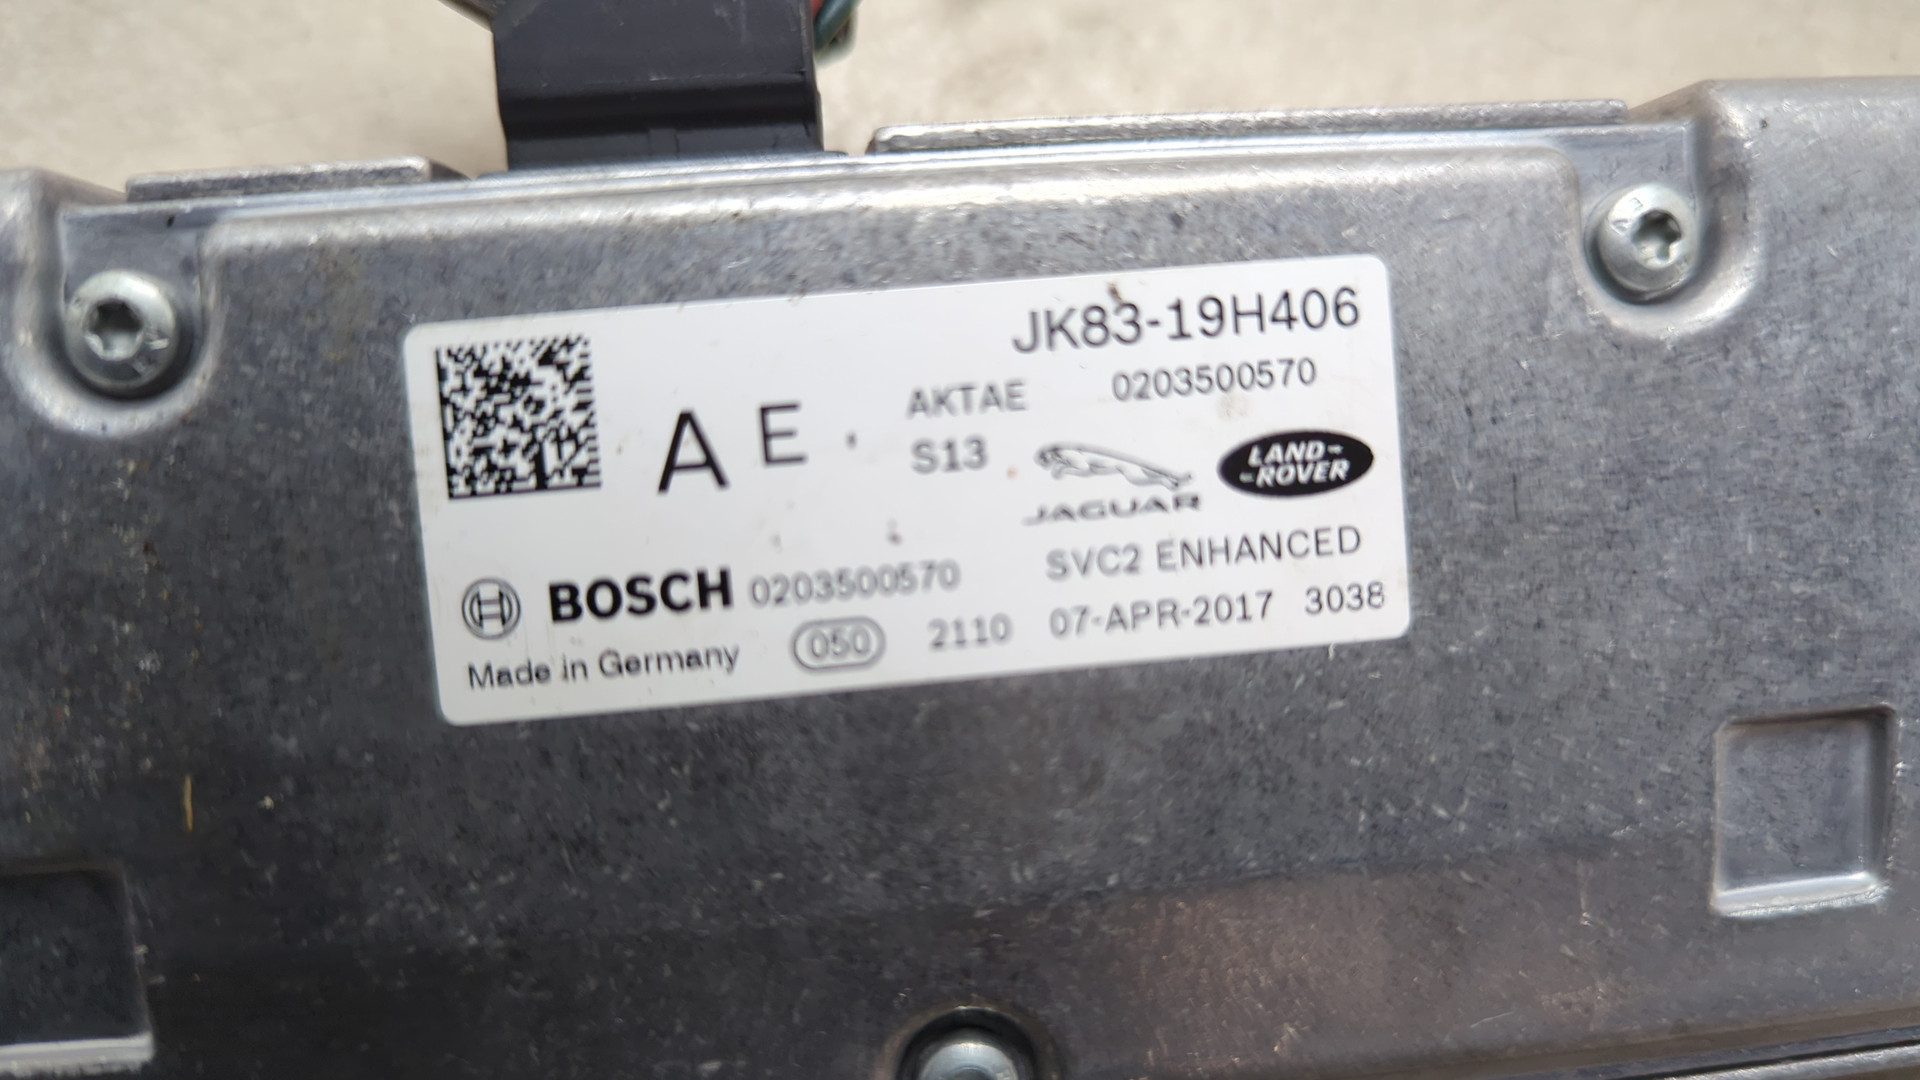 JK83-19H406
AKTAE 0203500570
A E S13
JAGUAR LAND-ROVER
SVC2 ENHANCED
BOSCH 0203500570
Made in Germany 050 2110 07-APR-2017 3038